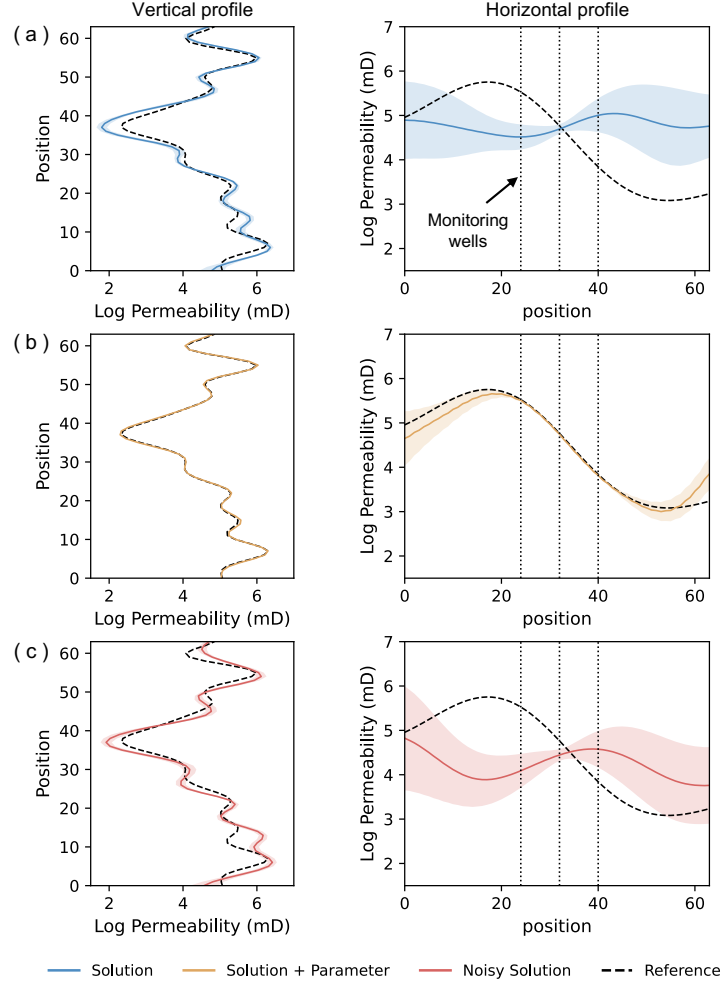 Vertical profile
Horizontal profile
( a )
60
50
40
30
20
10
0
Position
2 4 6
Log Permeability (mD)
7
6
5
4
3
2
Log Permeability (mD)
Monitoring
wells
0 20 40 60
position
( b )
60
50
40
30
20
10
0
Position
2 4 6
Log Permeability (mD)
7
6
5
4
3
2
Log Permeability (mD)
0 20 40 60
position
( c )
60
50
40
30
20
10
0
Position
2 4 6
Log Permeability (mD)
7
6
5
4
3
2
Log Permeability (mD)
0 20 40 60
position
Solution Solution + Parameter Noisy Solution Reference